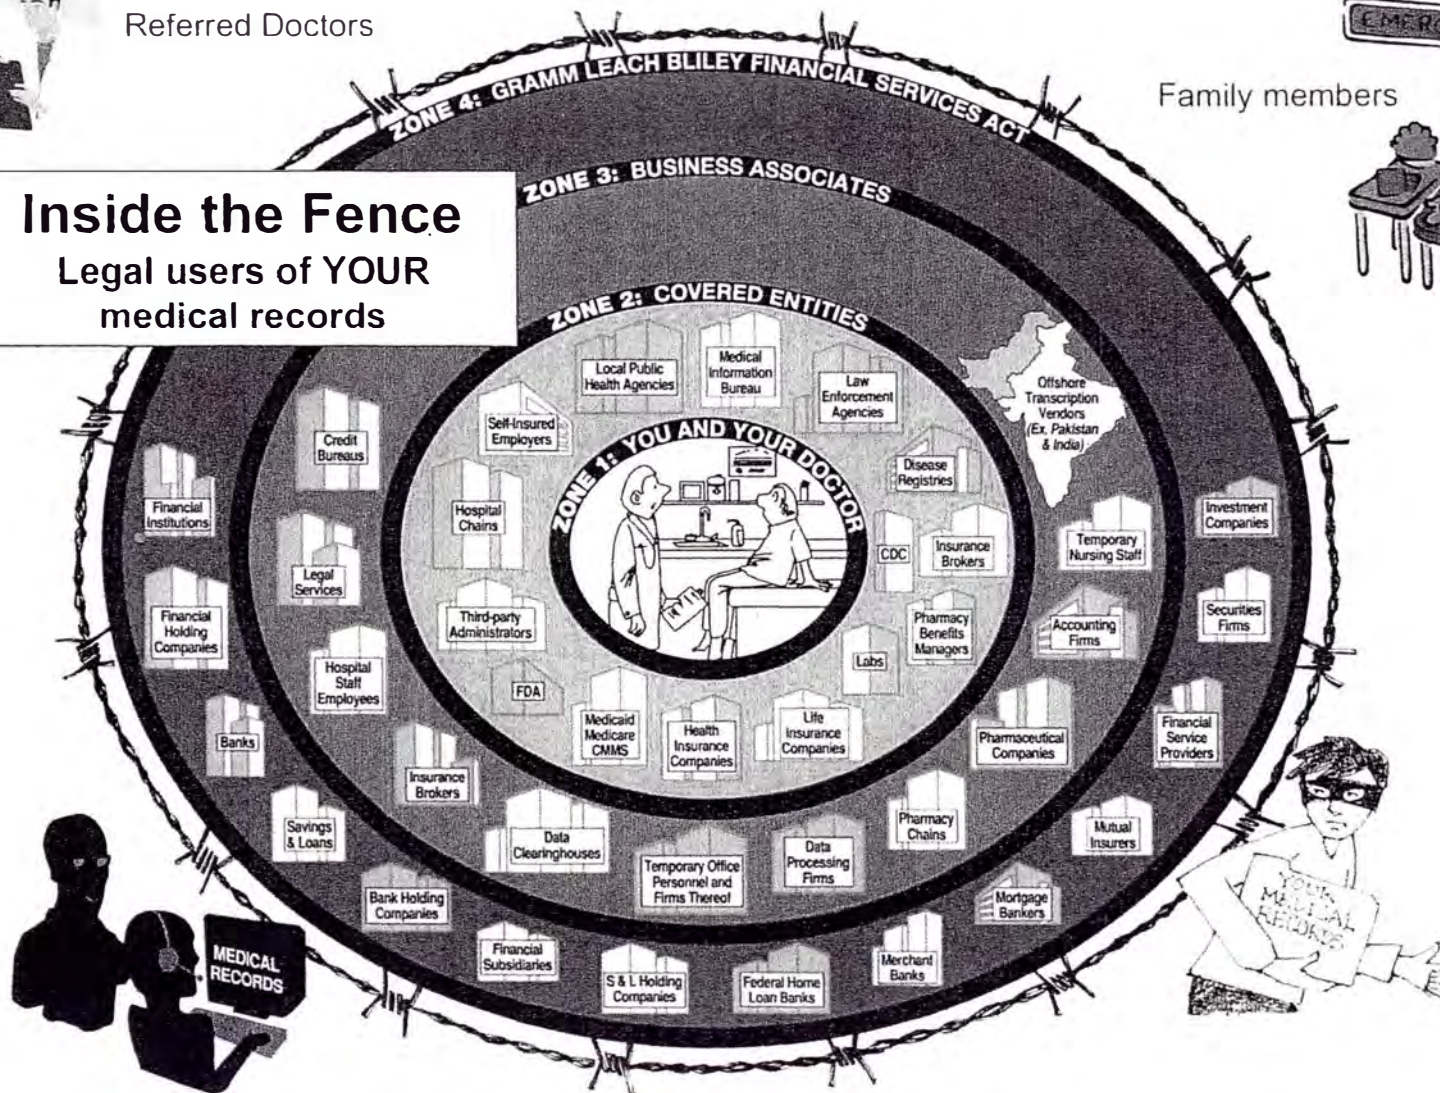 Referred Doctors
Family members
Inside the Fence
Legal users of YOUR
medical records
ZONE 4: GRAMM LEACH BLILEY FINANCIAL SERVICES ACT
ZONE 3: BUSINESS ASSOCIATES
ZONE 2: COVERED ENTITIES
ZONE 1: YOU AND YOUR DOCTOR
Local Public
Health Agencies
Medical
Information
Bureau
Law
Enforcement
Agencies
Self-Insured
Employers
Disease
Registries
Hospital
Chains
CDC
Insurance
Brokers
Third-party
Administrators
Pharmacy
Benefits
Managers
Labs
FDA
Medicaid
Medicare
CMMS
Health
Insurance
Companies
Life
Insurance
Companies
Offshore
Transcription
Vendors
(Ex. Pakistan
& India)
Credit
Bureaus
Legal
Services
Temporary
Nursing Staff
Accounting
Firms
Hospital
Staff
Employees
Pharmaceutical
Companies
Insurance
Brokers
Data
Clearinghouses
Temporary Office
Personnel and
Firms Thereof
Data
Processing
Firms
Pharmacy
Chains
Financial
Institutions
Investment
Companies
Financial
Holding
Companies
Securities
Firms
Banks
Financial
Service
Providers
Savings
& Loans
Mutual
Insurers
Bank Holding
Companies
Mortgage
Bankers
Financial
Subsidiaries
S & L Holding
Companies
Federal Home
Loan Banks
Merchant
Banks
MEDICAL
RECORDS
YOUR
MEDICAL
RECORDS